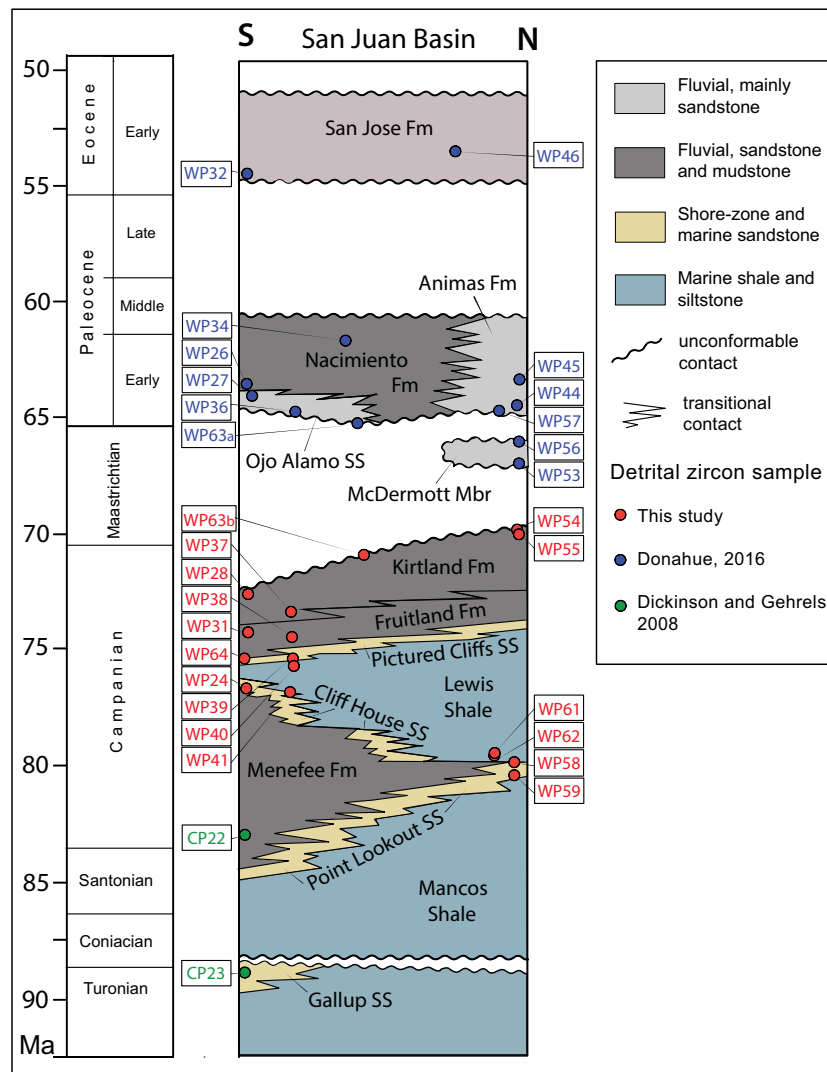 S
San Juan Basin
N
50
55
60
65
70
75
80
85
90
Ma
Eocene
Early
Paleocene
Late
Middle
Early
Maastrichtian
Campanian
Santonian
Coniacian
Turonian
WP32
WP34
WP26
WP27
WP36
WP63a
WP63b
WP37
WP28
WP38
WP31
WP64
WP24
WP39
WP40
WP41
CP22
CP23
San Jose Fm
Animas Fm
Nacimiento
Fm
Ojo Alamo SS
McDermott Mbr
Kirtland Fm
Fruitland Fm
Pictured Cliffs SS
Lewis
Shale
Cliff House SS
Menefee Fm
Point Lookout SS
Mancos
Shale
Gallup SS
WP46
WP45
WP44
WP57
WP56
WP53
WP54
WP55
WP61
WP62
WP58
WP59
Fluvial, mainly
sandstone
Fluvial, sandstone
and mudstone
Shore-zone and
marine sandstone
Marine shale and
siltstone
unconformable
contact
transitional
contact
Detrital zircon sample
This study
Donahue, 2016
Dickinson and Gehrels
2008